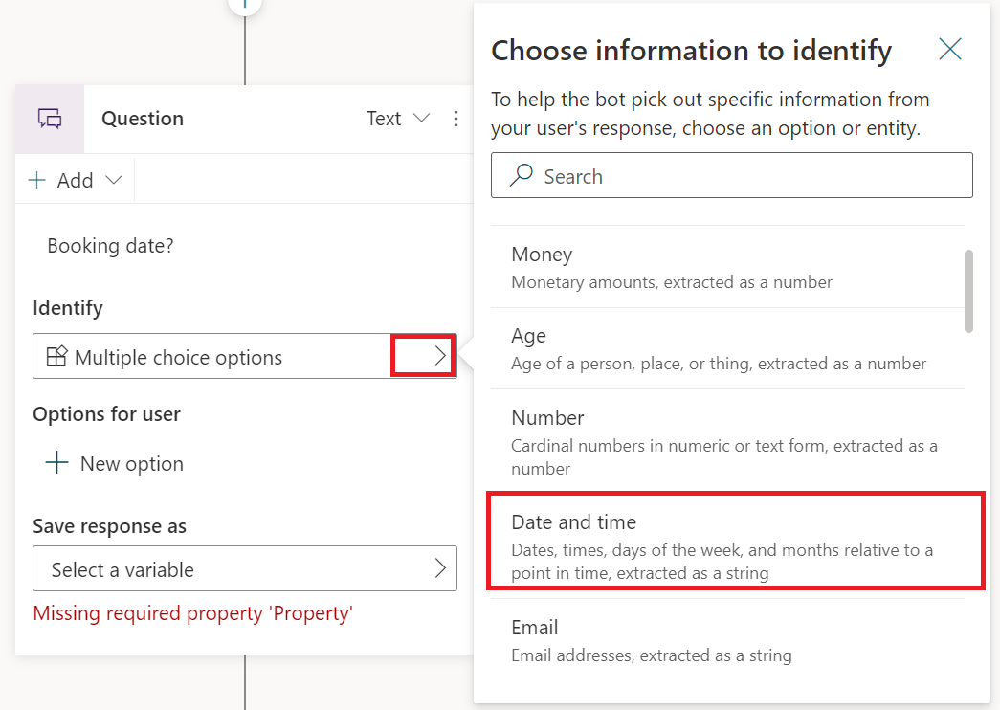 Question
Text
Add
Booking date?
Identify
Multiple choice options
Options for user
New option
Save response as
Select a variable
Missing required property 'Property'
Choose information to identify
To help the bot pick out specific information from
your user's response, choose an option or entity.
Search
Money
Monetary amounts, extracted as a number
Age
Age of a person, place, or thing, extracted as a number
Number
Cardinal numbers in numeric or text form, extracted as a
number
Date and time
Dates, times, days of the week, and months relative to a
point in time, extracted as a string
Email
Email addresses, extracted as a string